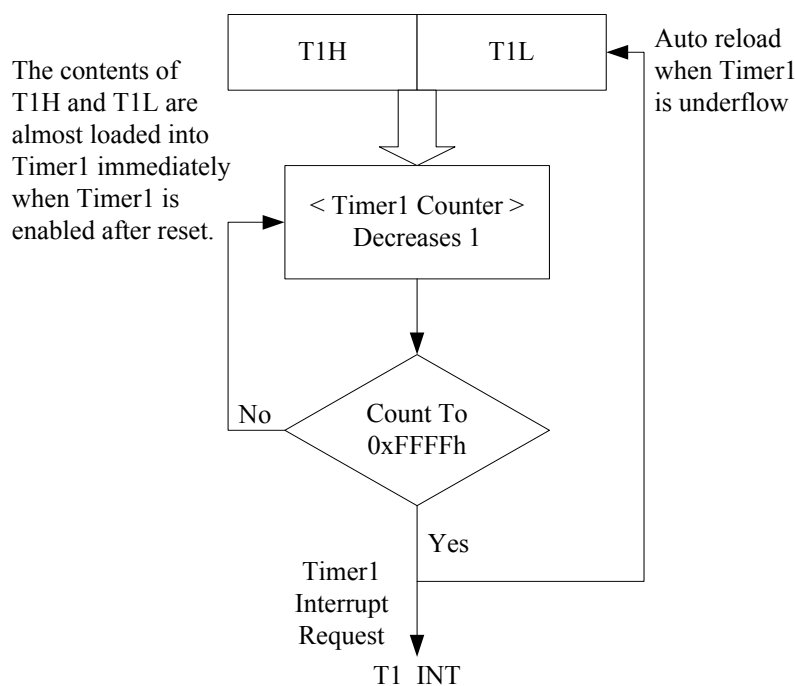 T1H
T1L
Auto reload
when Timer1
is underflow
The contents of
T1H and T1L are
almost loaded into
Timer1 immediately
when Timer1 is
enabled after reset.
< Timer1 Counter >
Decreases 1
Count To
0xFFFFh
No
Yes
Timer1
Interrupt
Request
T1_INT